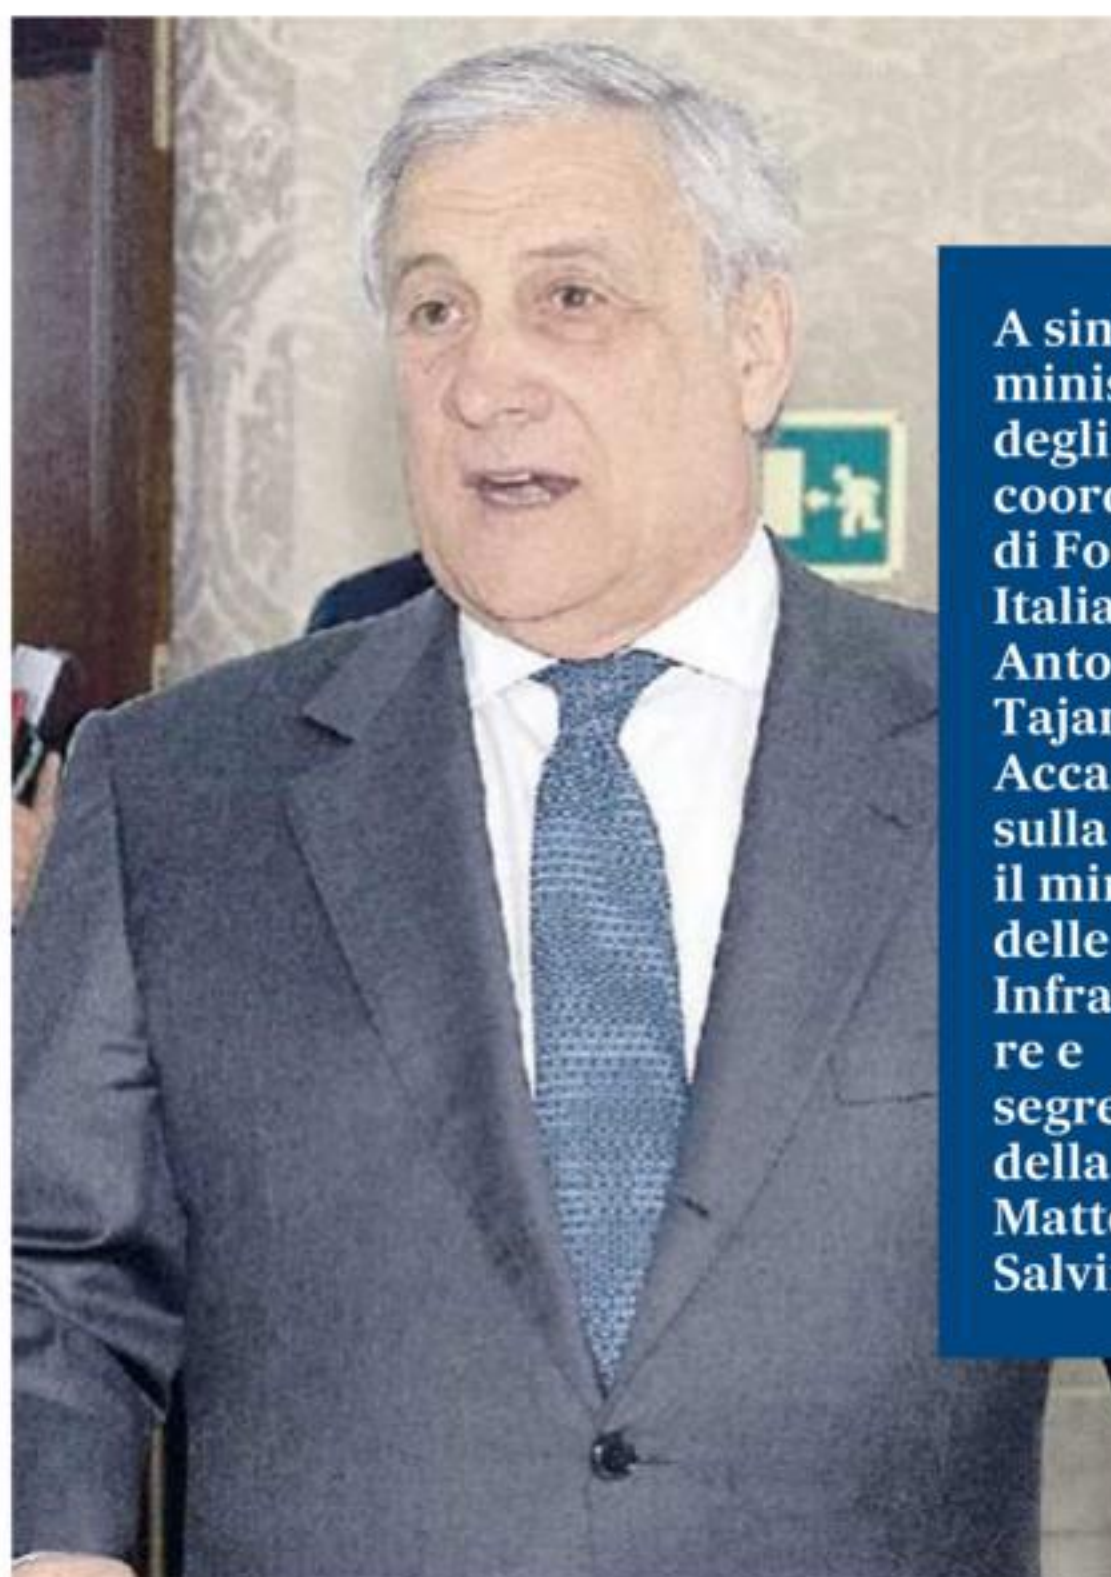 A sin
minis
degli
coord
di Fo
Italia
Anto
Tajan
Acca
sulla
il min
delle
Infra
re e
segre
della
Matte
Salvi